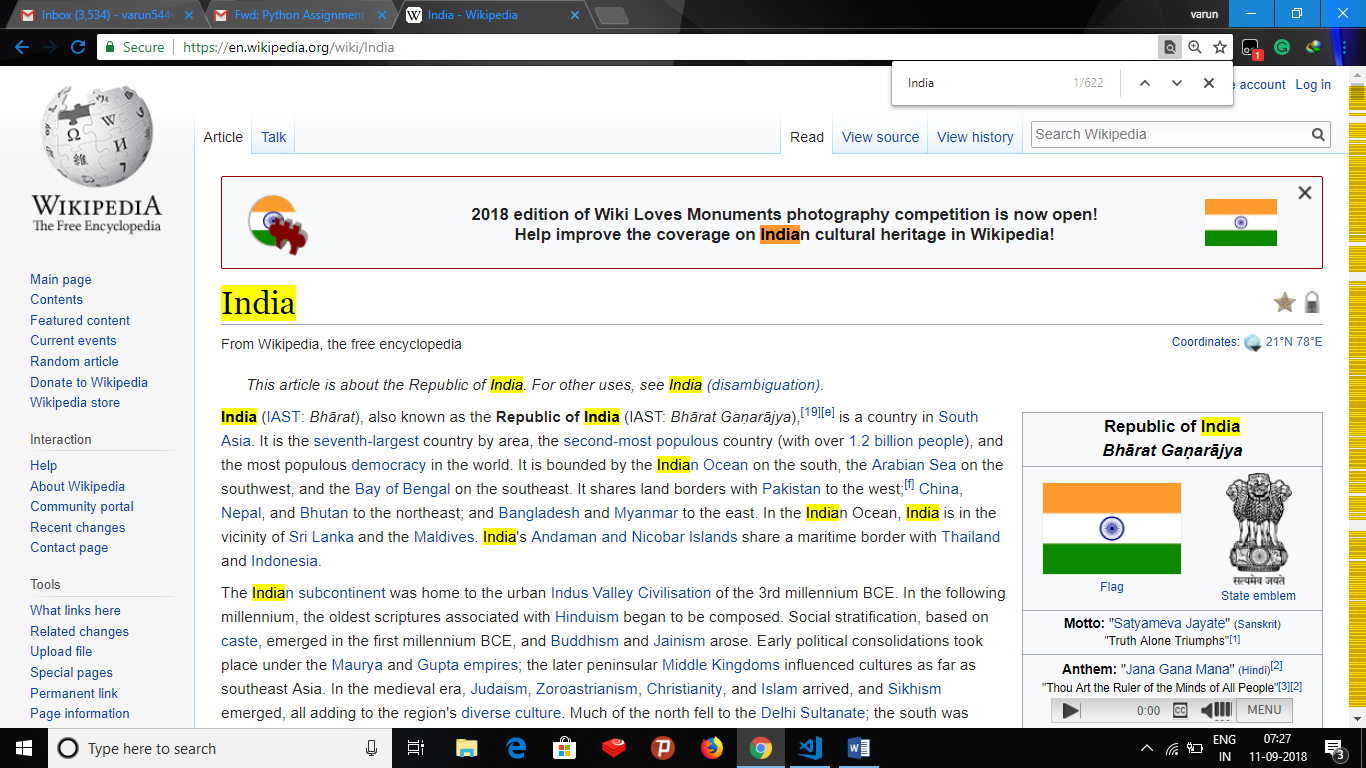 Inbox (3,534) - varun544
Fwd: Python Assignment
India - Wikipedia
varun
Secure
https://en.wikipedia.org/wiki/India
1
India
1/622
account
Log in
WIKIPEDIA
The Free Encyclopedia
Article
Talk
Read
View source
View history
Search Wikipedia
2018 edition of Wiki Loves Monuments photography competition is now open!
Help improve the coverage on Indian cultural heritage in Wikipedia!
India
From Wikipedia, the free encyclopedia
Coordinates: 21°N 78°E
This article is about the Republic of India. For other uses, see India (disambiguation).
India (IAST: Bhārat), also known as the Republic of India (IAST: Bhārat Gaṇarājya),[19][e] is a country in South
Asia. It is the seventh-largest country by area, the second-most populous country (with over 1.2 billion people), and
the most populous democracy in the world. It is bounded by the Indian Ocean on the south, the Arabian Sea on the
southwest, and the Bay of Bengal on the southeast. It shares land borders with Pakistan to the west;[f] China,
Nepal, and Bhutan to the northeast; and Bangladesh and Myanmar to the east. In the Indian Ocean, India is in the
vicinity of Sri Lanka and the Maldives. India's Andaman and Nicobar Islands share a maritime border with Thailand
and Indonesia.
The Indian subcontinent was home to the urban Indus Valley Civilisation of the 3rd millennium BCE. In the following
millennium, the oldest scriptures associated with Hinduism began to be composed. Social stratification, based on
caste, emerged in the first millennium BCE, and Buddhism and Jainism arose. Early political consolidations took
place under the Maurya and Gupta empires; the later peninsular Middle Kingdoms influenced cultures as far as
southeast Asia. In the medieval era, Judaism, Zoroastrianism, Christianity, and Islam arrived, and Sikhism
emerged, all adding to the region's diverse culture. Much of the north fell to the Delhi Sultanate; the south was
Republic of India
Bhārat Gaṇarājya
सत्यमेव जयते
Flag
State emblem
Motto: "Satyameva Jayate" (Sanskrit)
"Truth Alone Triumphs"[1]
Anthem: "Jana Gana Mana" (Hindi)[2]
"Thou Art the Ruler of the Minds of All People"[3][2]
0:00
CC
MENU
Main page
Contents
Featured content
Current events
Random article
Donate to Wikipedia
Wikipedia store
Interaction
Help
About Wikipedia
Community portal
Recent changes
Contact page
Tools
What links here
Related changes
Upload file
Special pages
Permanent link
Page information
Type here to search
ENG
IN
07:27
11-09-2018
3